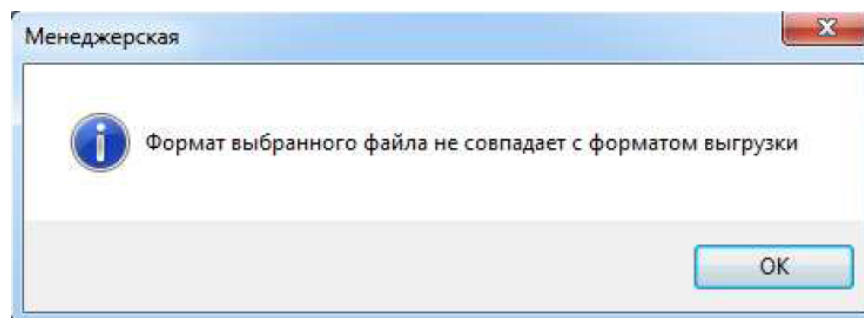 Менеджерская
Формат выбранного файла не совпадает с форматом выгрузки
OK